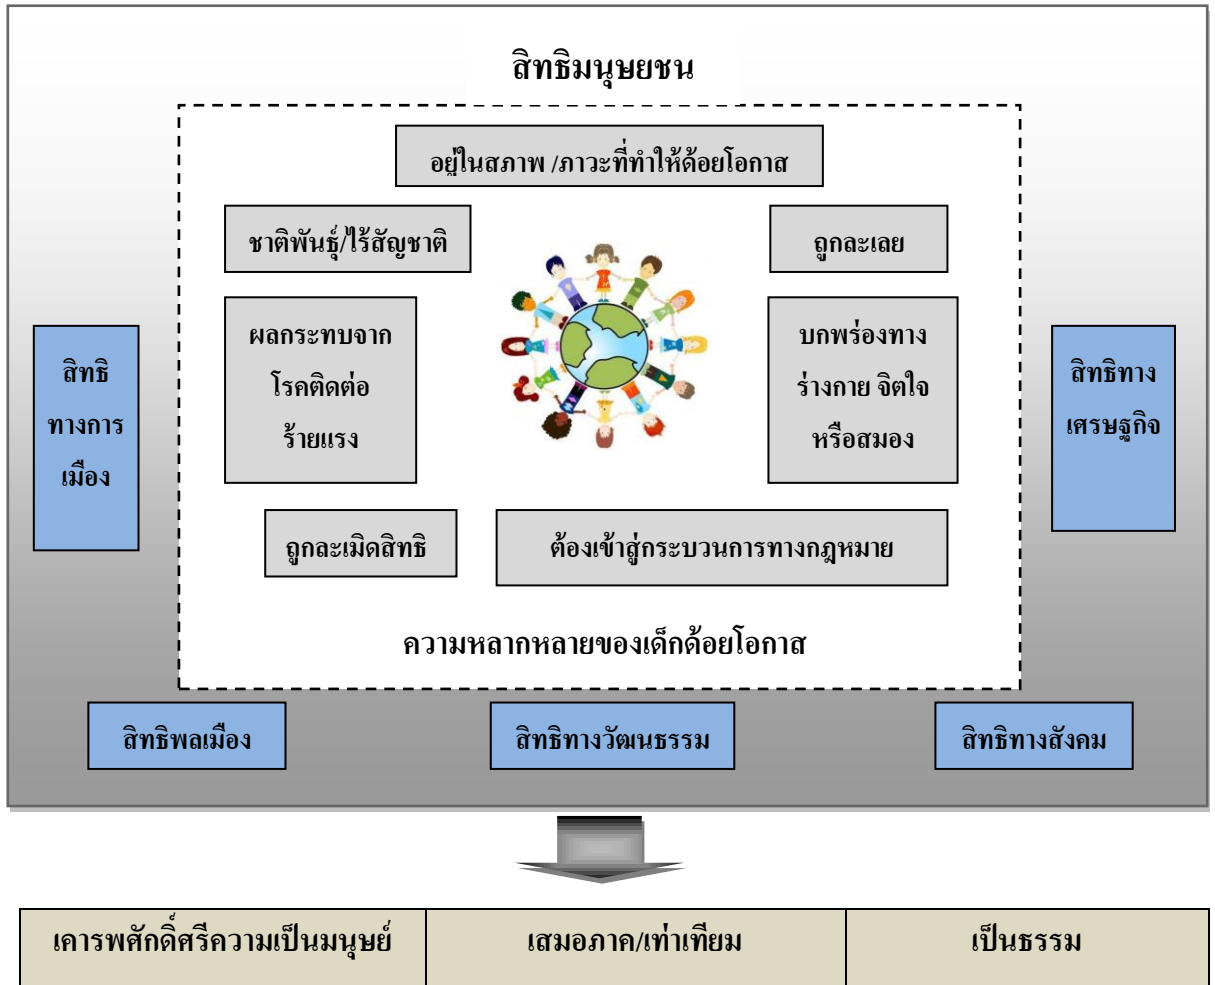 สิทธิมนุษยชน
อยู่ในสภาพ /ภาวะที่ทำให้ด้อยโอกาส
ชาติพันธุ์/ไร้สัญชาติ
ถูกละเลย
ผลกระทบจาก
โรคติดต่อ
ร้ายแรง
บกพร่องทาง
ร่างกาย จิตใจ
หรือสมอง
สิทธิ
ทางการ
เมือง
สิทธิทาง
เศรษฐกิจ
ถูกละเมิดสิทธิ
ต้องเข้าสู่กระบวนการทางกฎหมาย
ความหลากหลายของเด็กด้อยโอกาส
สิทธิพลเมือง
สิทธิทางวัฒนธรรม
สิทธิทางสังคม
เคารพศักดิ์ศรีความเป็นมนุษย์
เสมอภาค/เท่าเทียม
เป็นธรรม